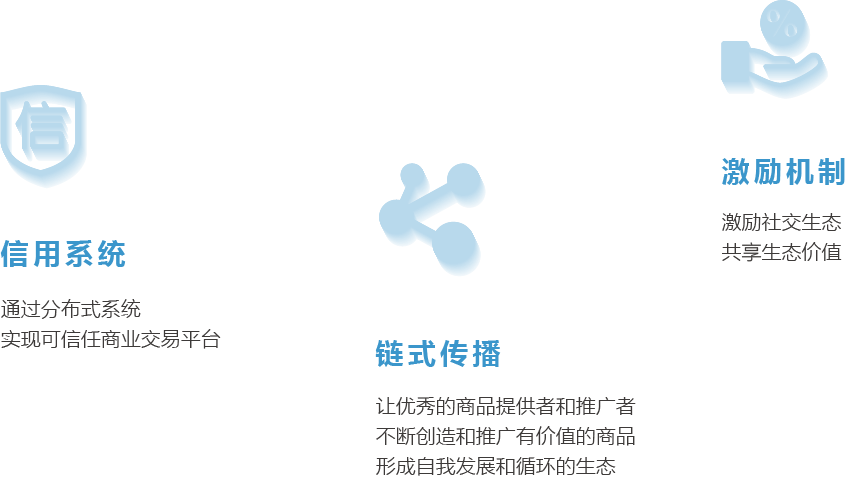 信
信用系统
通过分布式系统
实现可信任商业交易平台
链式传播
让优秀的商品提供者和推广者
不断创造和推广有价值的商品
形成自我发展和循环的生态
%
激励机制
激励社交生态
共享生态价值